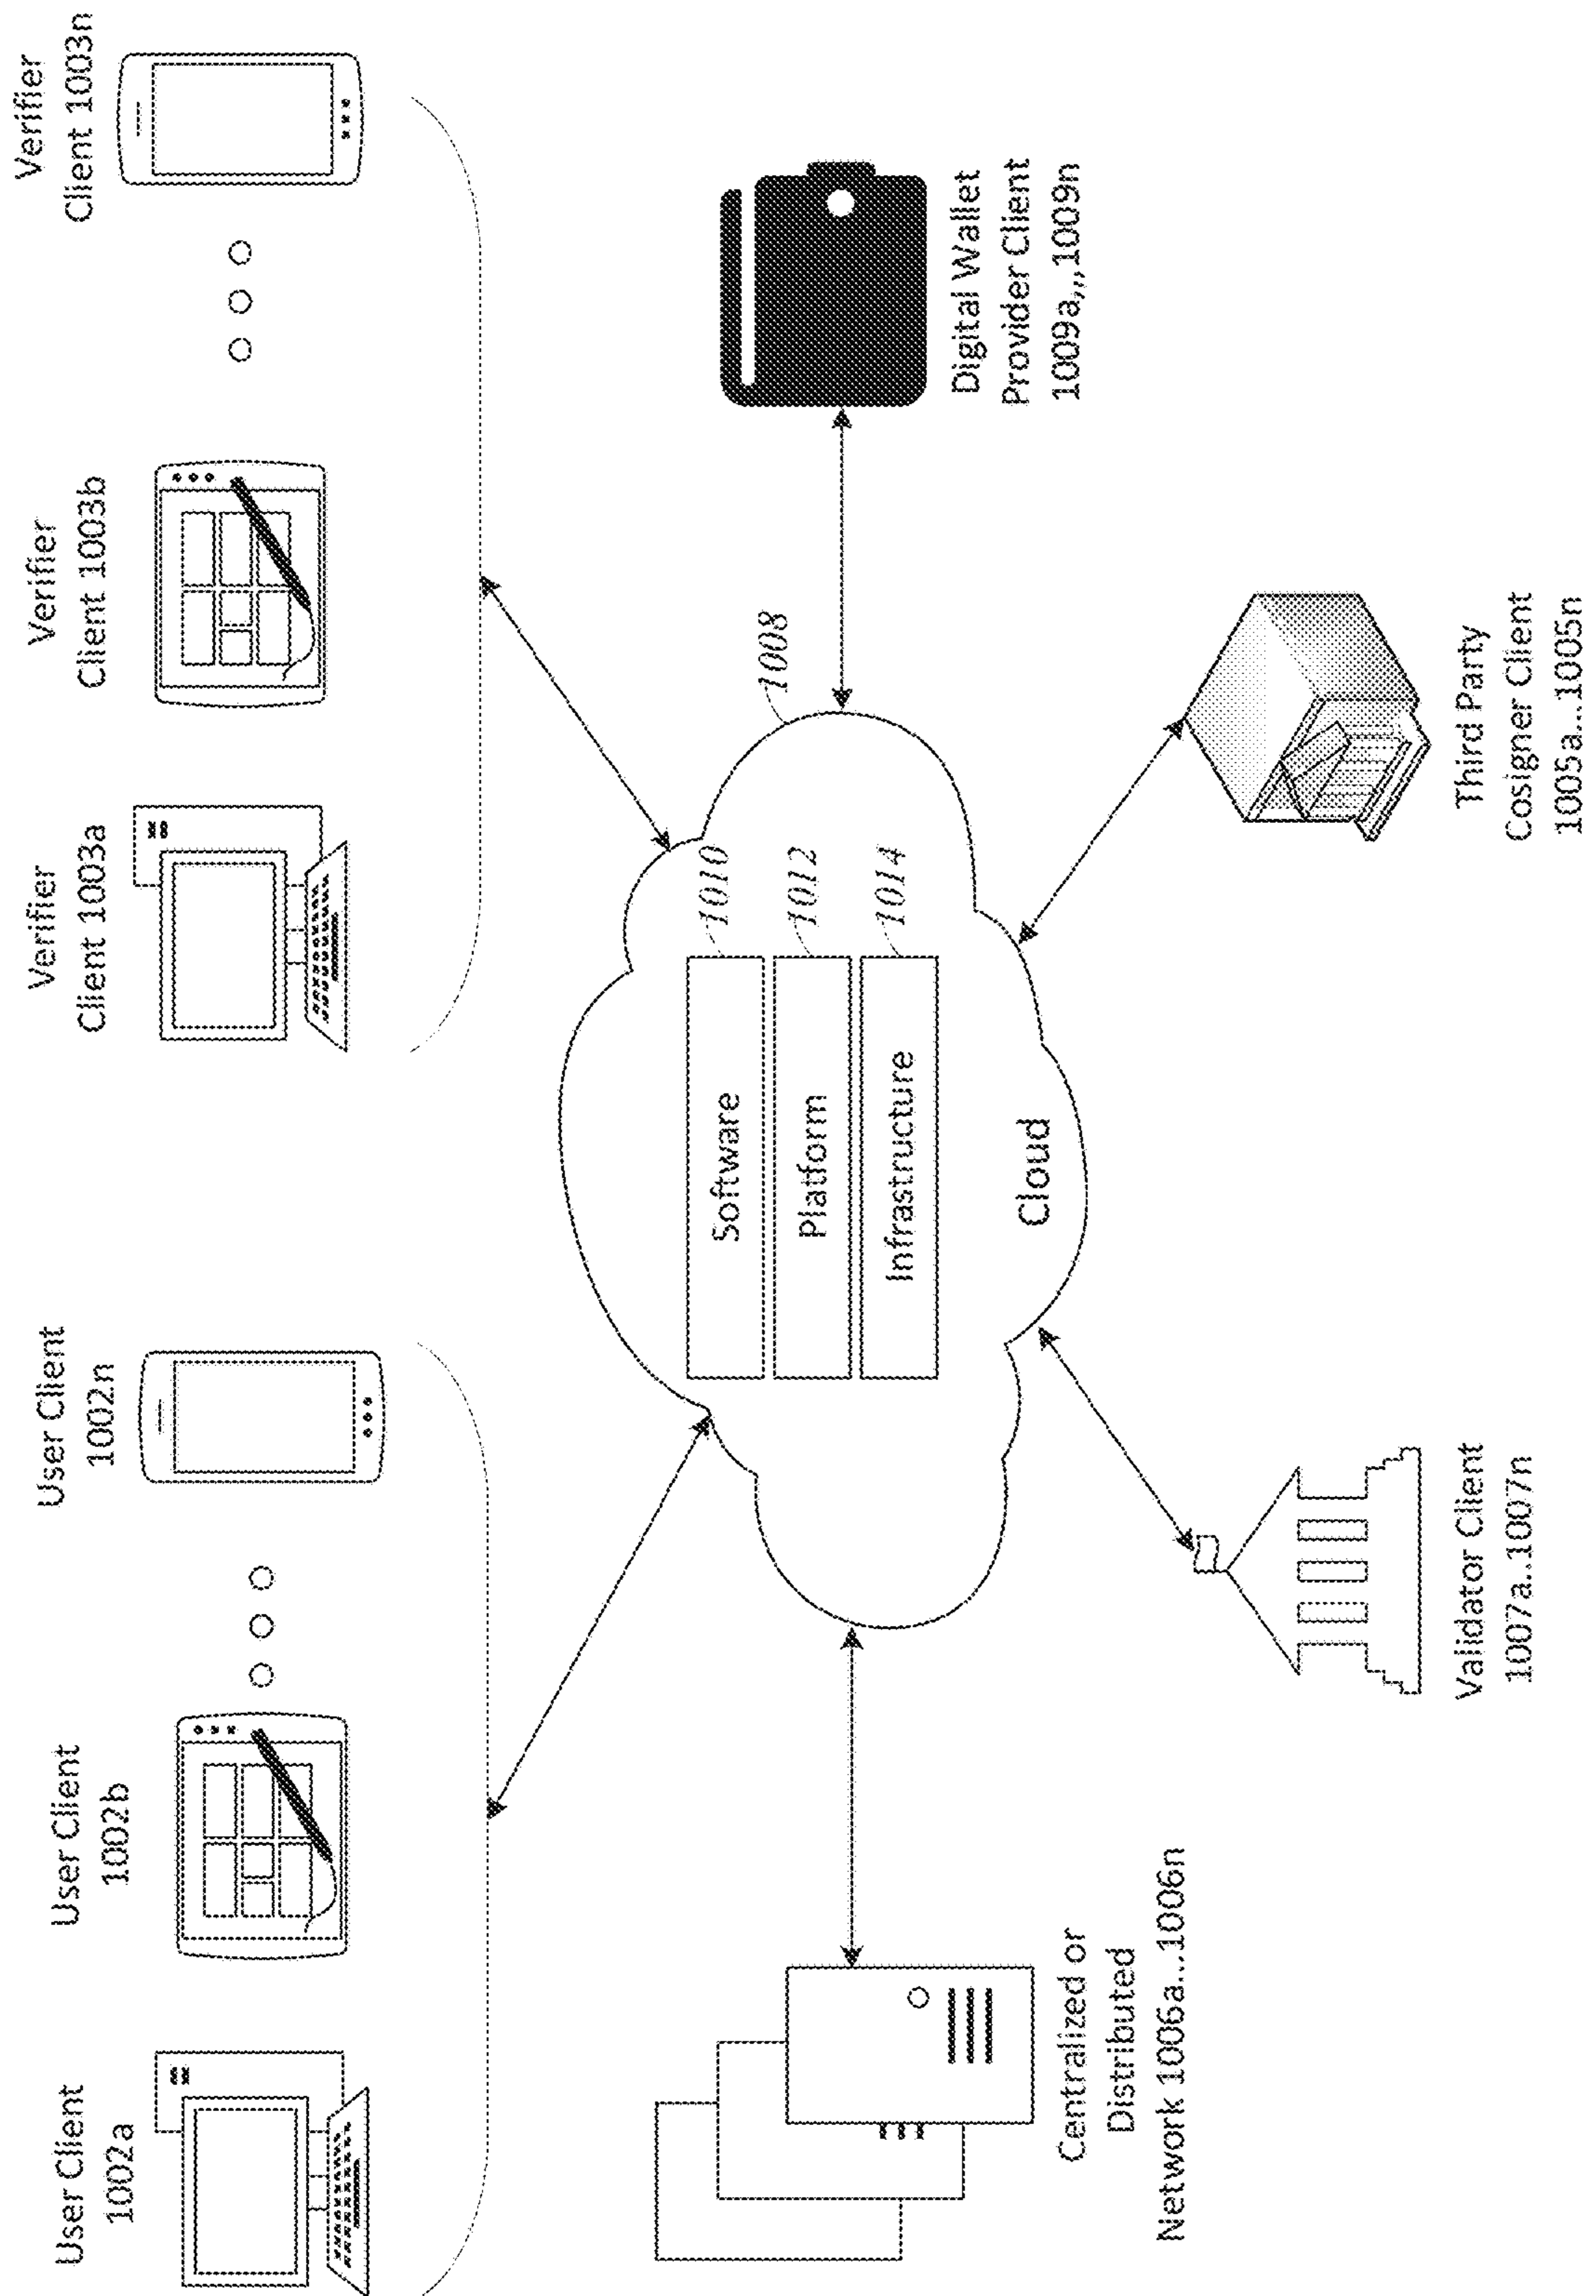 User Client
1002a
User Client
1002b
User Client
1002n
Verifier
Client 1003a
Verifier
Client 1003b
Verifier
Client 1003n
1008
Software
1010
Platform
1012
Infrastructure
1014
Cloud
Centralized or
Distributed
Network 1006a...1006n
Digital Wallet
Provider Client
1009a,,,1009n
Validator Client
1007a..1007n
Third Party
Cosigner Client
1005a...1005n